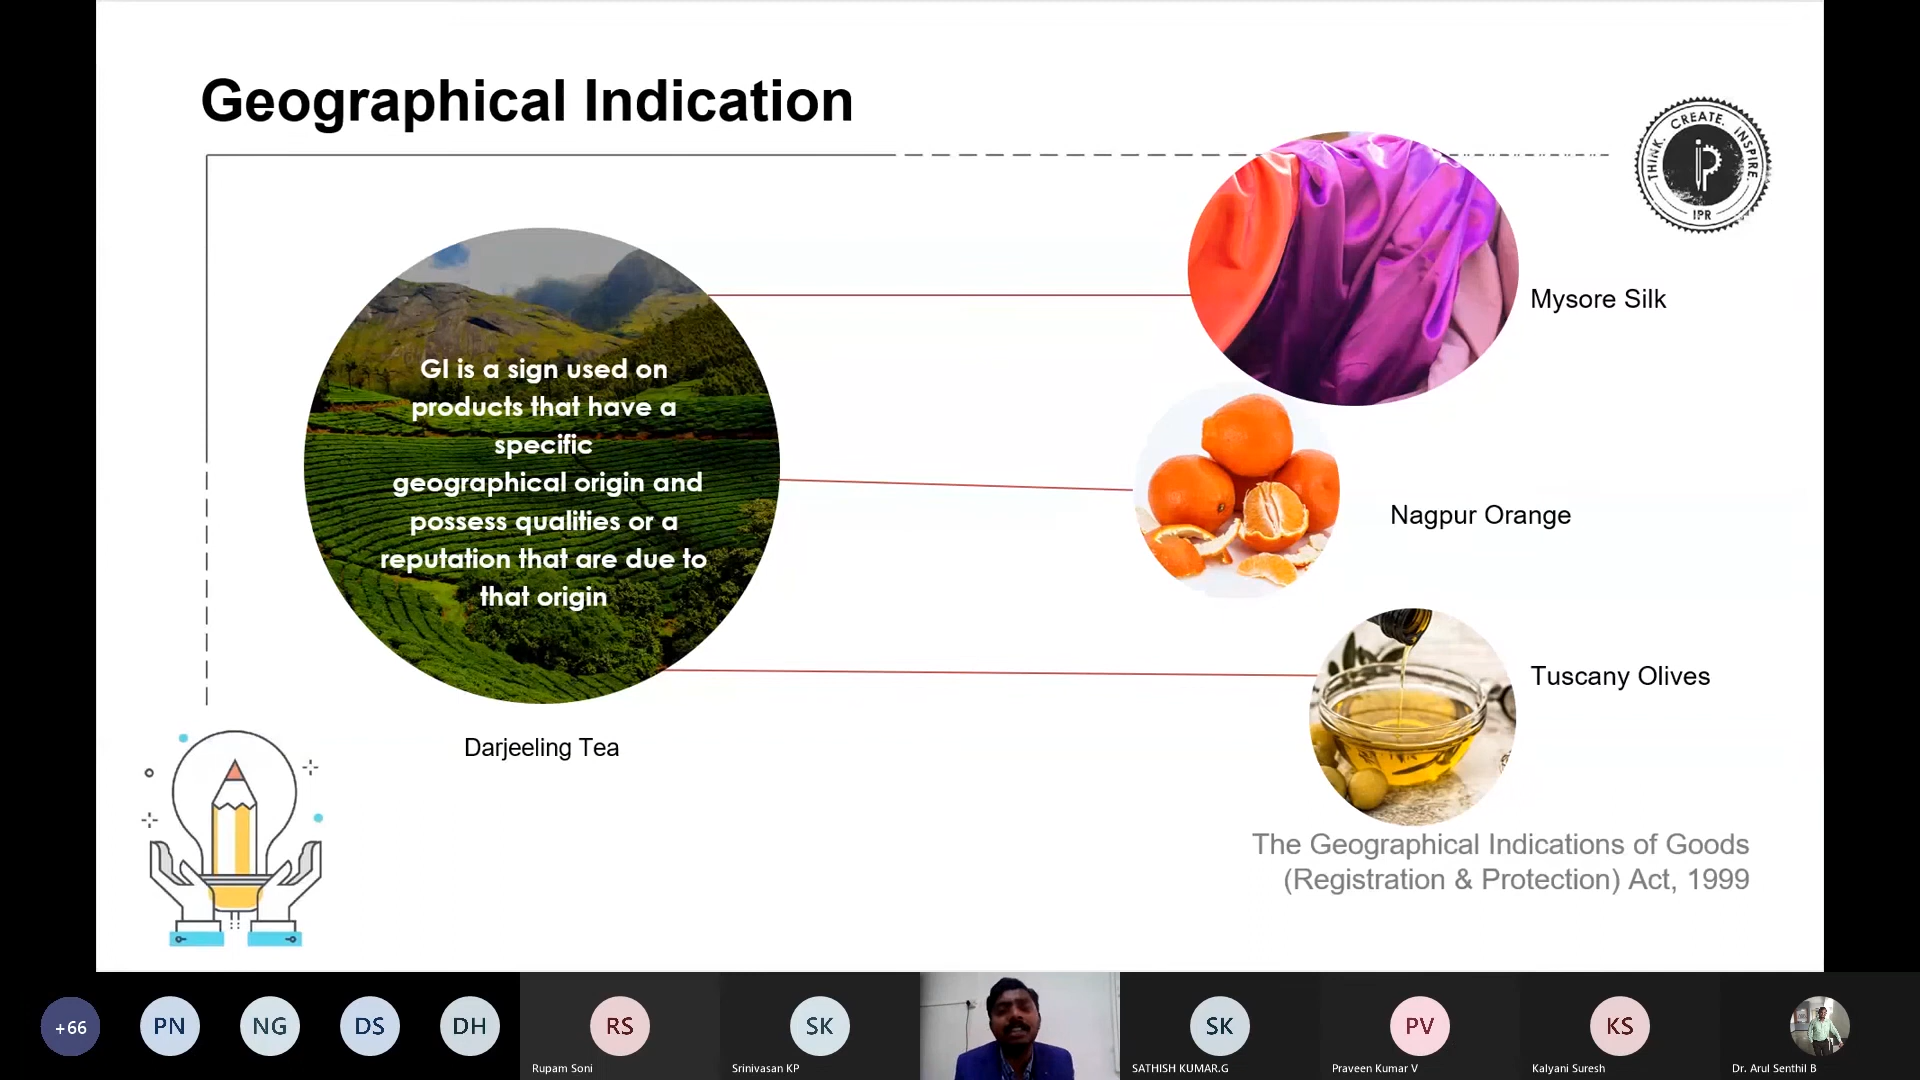 Geographical Indication
THINK. CREATE. INSPIRE.
IPR
Mysore Silk
GI is a sign used on
products that have a
specific
geographical origin and
possess qualities or a
reputation that are due to
that origin
Nagpur Orange
Tuscany Olives
Darjeeling Tea
The Geographical Indications of Goods
(Registration & Protection) Act, 1999
+66
PN
NG
DS
DH
RS
Rupam Soni
SK
Srinivasan KP
SK
SATHISH KUMAR.G
PV
Praveen Kumar V
KS
Kalyani Suresh
Dr. Arul Senthil B